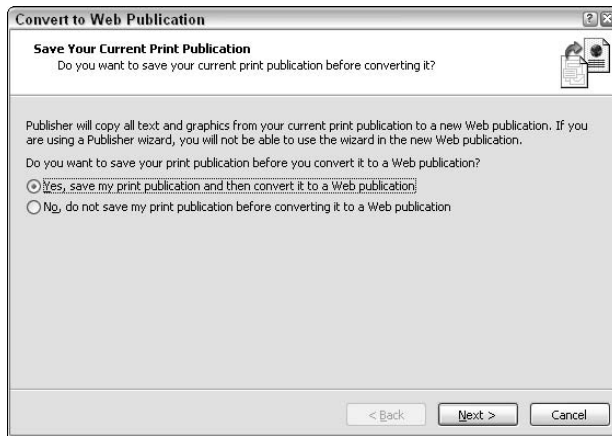 Convert to Web Publication
Save Your Current Print Publication
Do you want to save your current print publication before converting it?
Publisher will copy all text and graphics from your current print publication to a new Web publication. If you
are using a Publisher wizard, you will not be able to use the wizard in the new Web publication.
Do you want to save your print publication before you convert it to a Web publication?
Yes, save my print publication and then convert it to a Web publication
No, do not save my print publication before converting it to a Web publication
< Back Next > Cancel